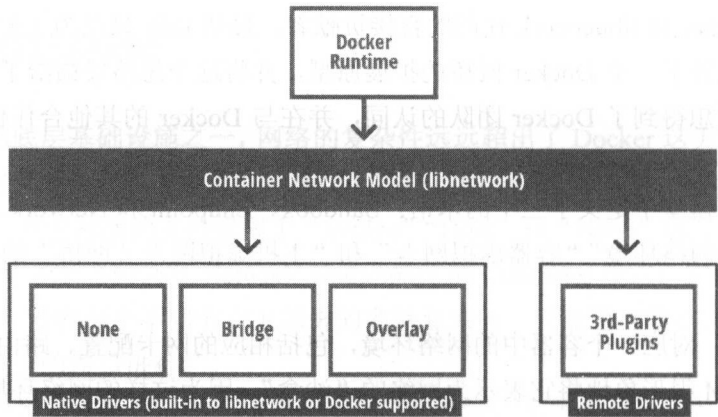 Docker
Runtime
Container Network Model (libnetwork)
None
Bridge
Overlay
3rd-Party
Plugins
Native Drivers (built-in to libnetwork or Docker supported)
Remote Drivers